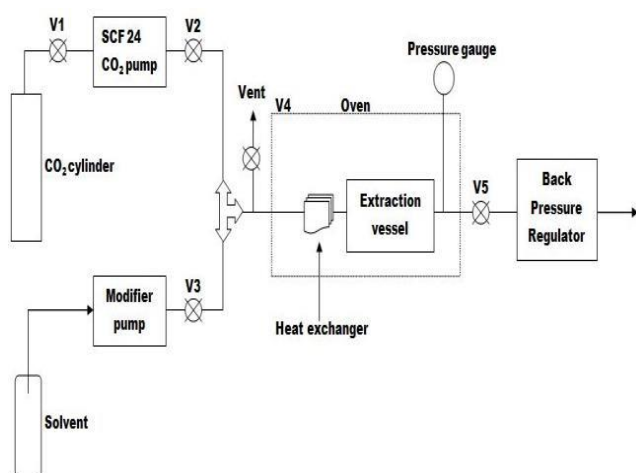 V1
SCF 24
CO₂ pump
V2
Pressure gauge
Vent
V4
Oven
CO₂ cylinder
Extraction
vessel
V5
Back
Pressure
Regulator
Modifier
pump
V3
Heat exchanger
Solvent